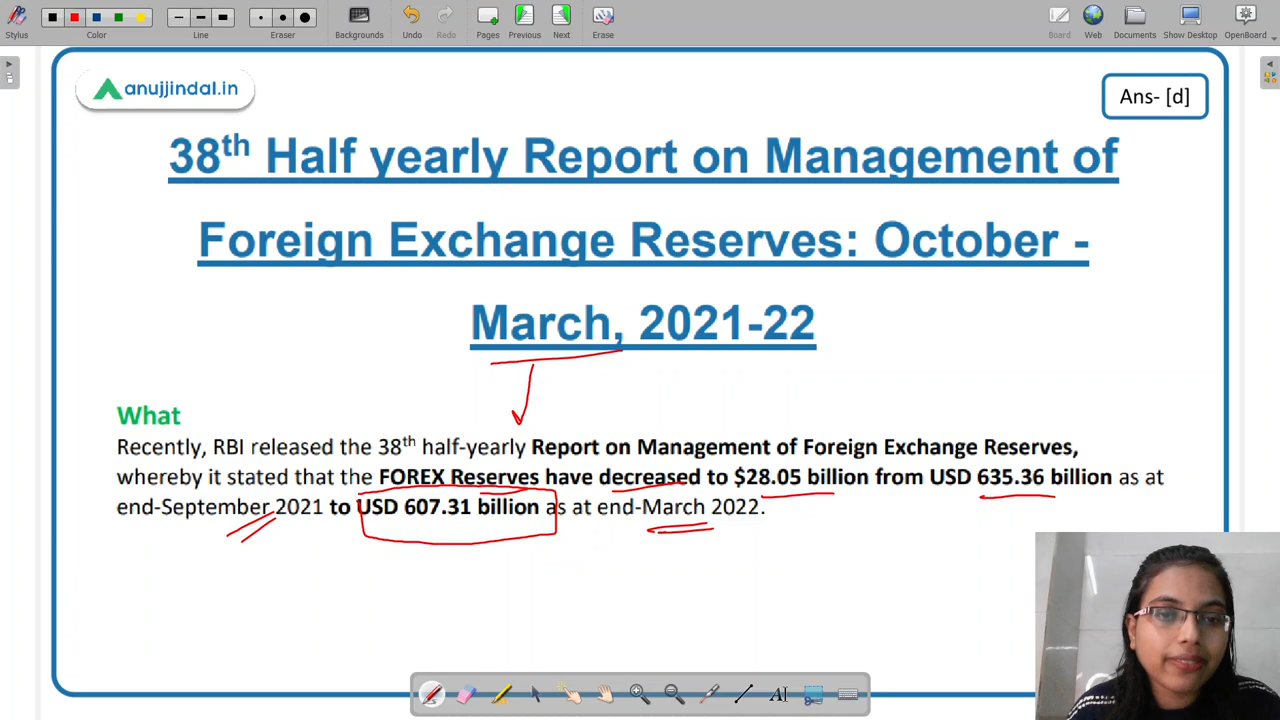 Stylus
Color
Line
Eraser
Backgrounds
Undo
Redo
Pages
Previous
Next
Erase
Board
Web
Documents
Show Desktop
OpenBoard
anujjindal.in
Ans- [d]
38th Half yearly Report on Management of
Foreign Exchange Reserves: October -
March, 2021-22
What
Recently, RBI released the 38th half-yearly Report on Management of Foreign Exchange Reserves,
whereby it stated that the FOREX Reserves have decreased to $28.05 billion from USD 635.36 billion as at
end-September 2021 to USD 607.31 billion as at end-March 2022.